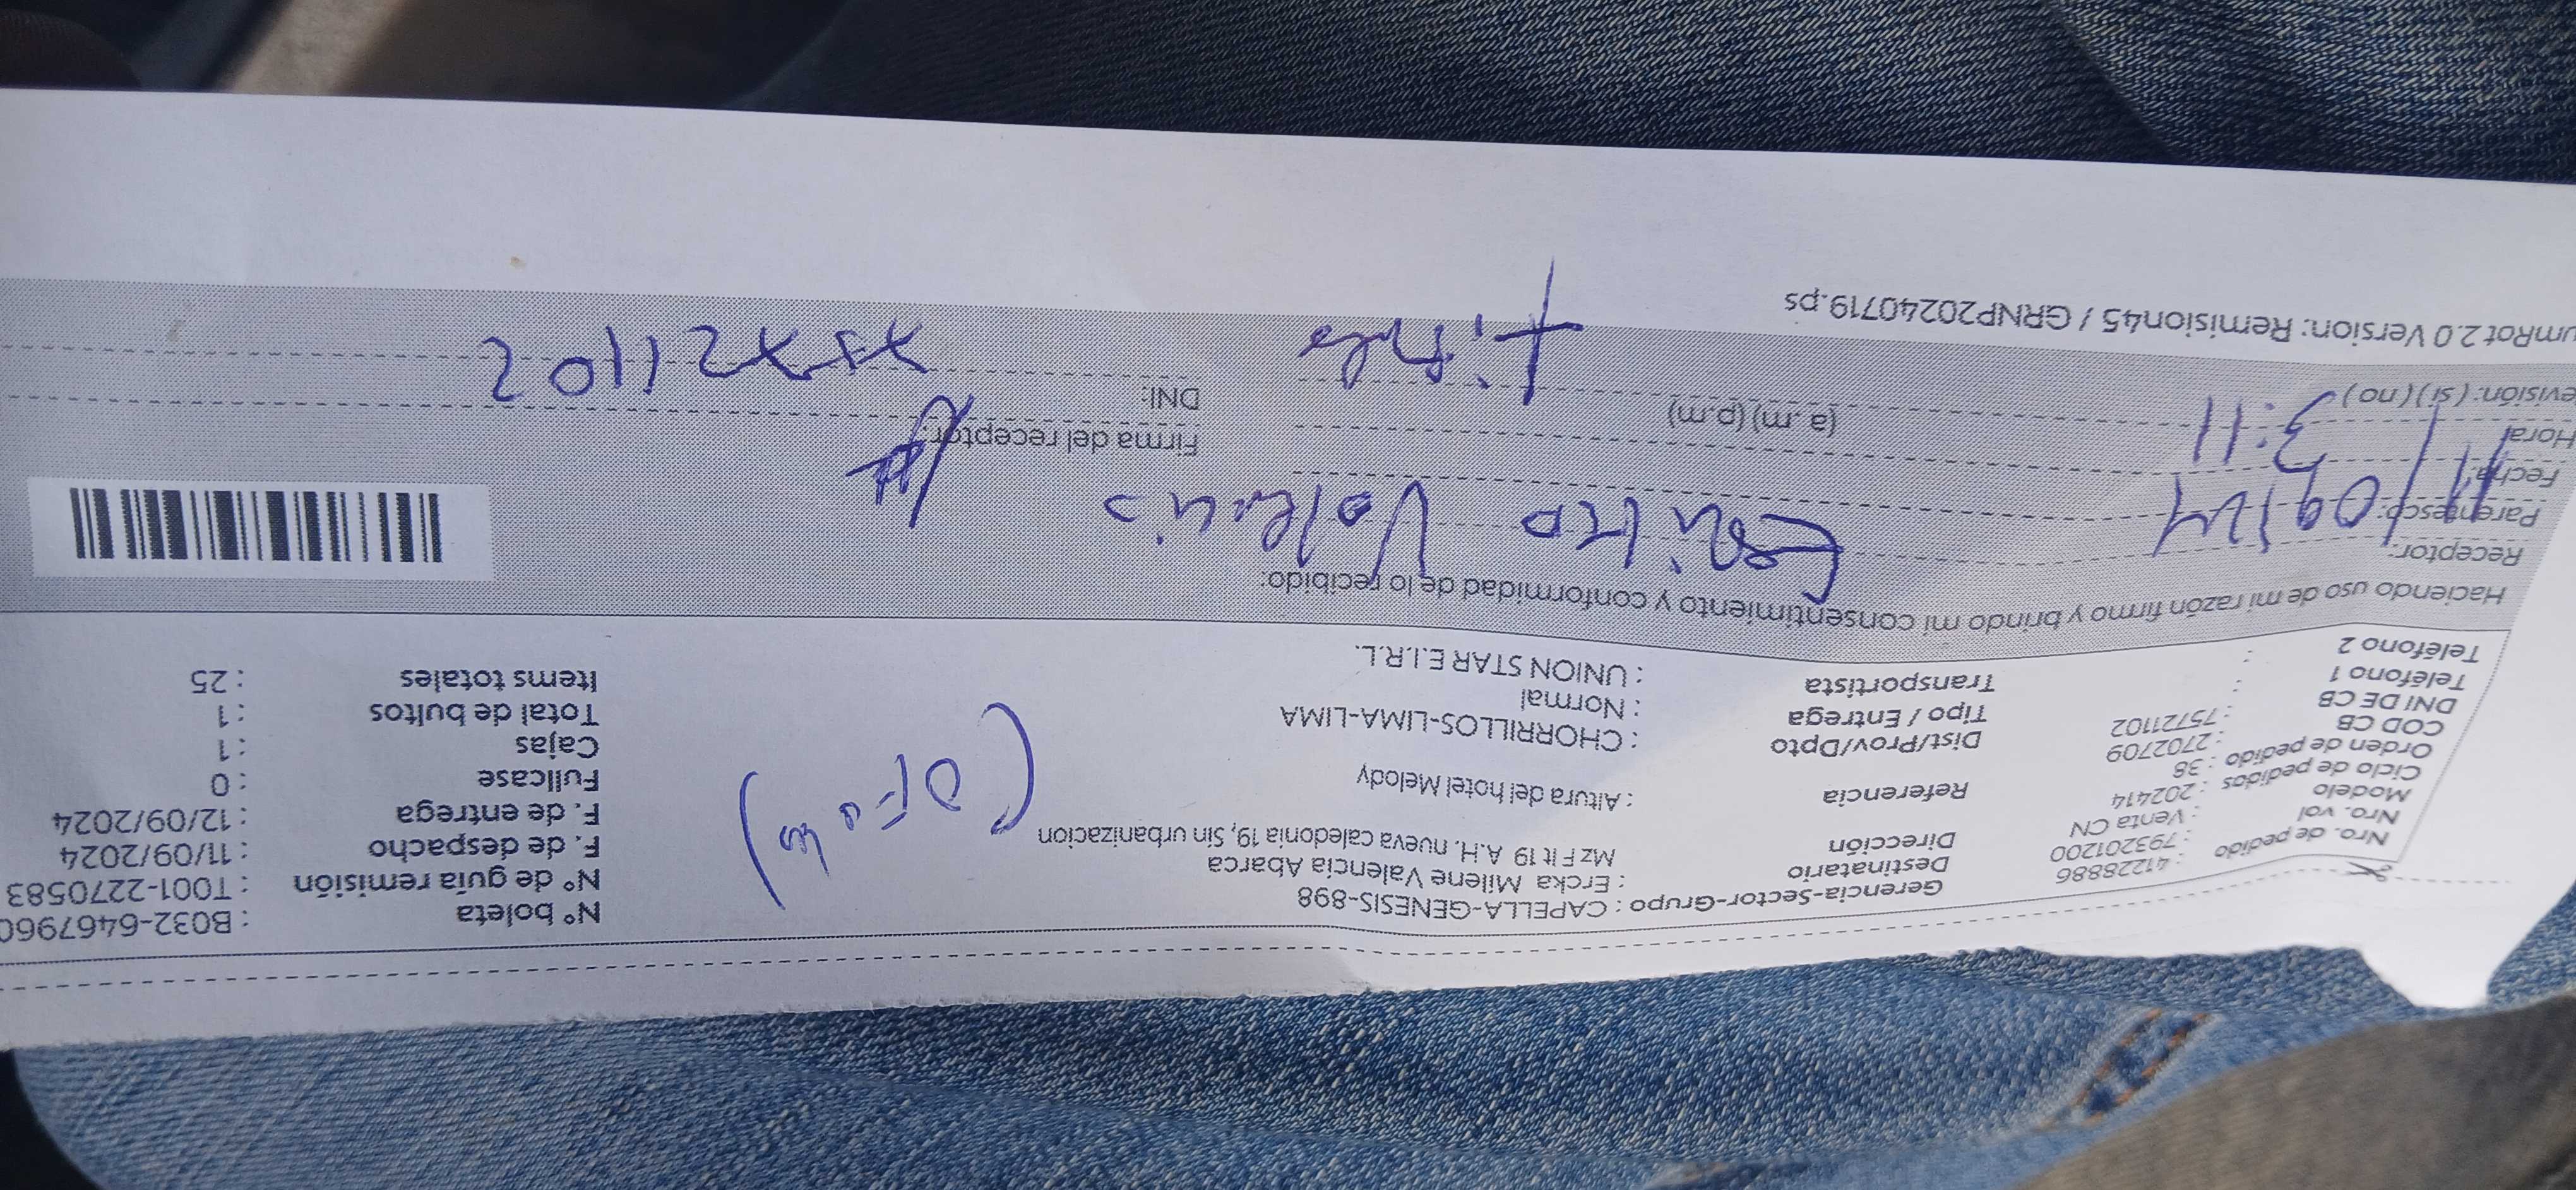 Nro. de pedido : 41228886
Nro. vol : 793201200
Modelo : Venta CN
Ciclo de pedidos : 202414
Orden de pedido : 38
COD CB : 2702709
DNI DE CB : 75721102
Teléfono 1 :
Teléfono 2 :
Gerencia-Sector-Grupo : CAPELLA-GENESIS-898
Destinatario : Ercka Milene Valencia Abarca
Dirección Mz F lt 19 A.H. nueva caledonia 19, Sin urbanizacion
Referencia : Altura del hotel Melody
Dist/Prov/Dpto : CHORRILLOS-LIMA-LIMA
Tipo / Entrega : Normal
Transportista : UNION STAR E.I.R.L.
N° boleta : B032-6467960
N° de guía remisión : T001-2270583
F. de despacho : 11/09/2024
F. de entrega : 12/09/2024
Fullcase : 0
Cajas : 1
Total de bultos : 1
Items totales : 25
Haciendo uso de mi razón firmo y brindo mi consentimiento y conformidad de lo recibido:
Receptor:
Parentesco:
Fecha: 11/09/24
Hora: 3:11 (a.m) (p.m)
evisión: ( si ) ( no )
Firma del receptor:
DNI: 75721102
umRot 2.0 Version: Remision45 / GRNP20240719.ps